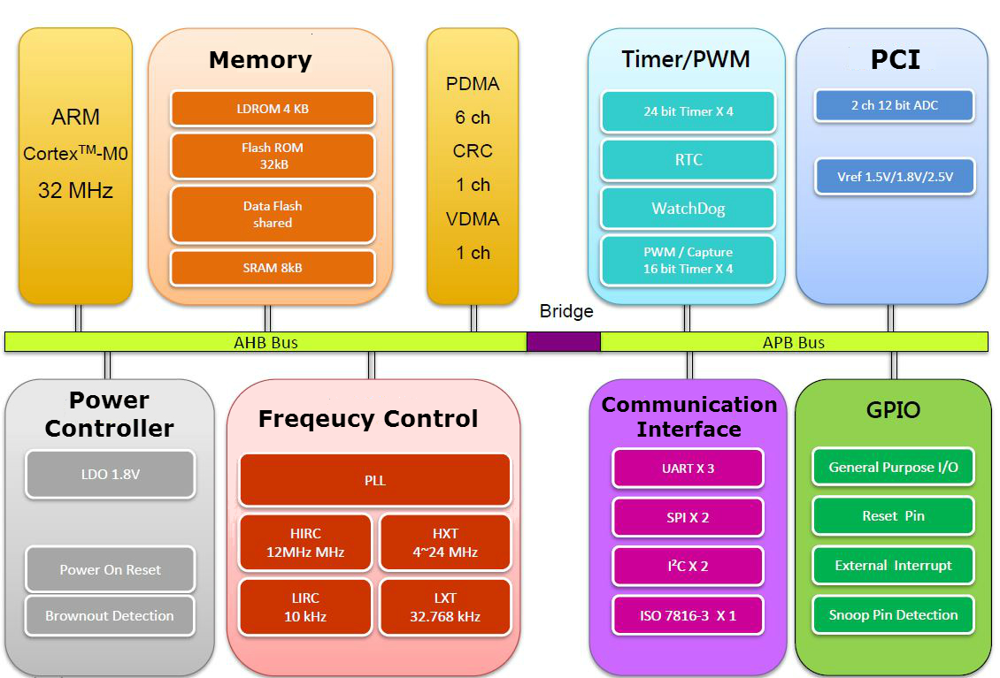 ARM
Cortex™-M0
32 MHz
Memory
LDROM 4 KB
Flash ROM
32kB
Data Flash
shared
SRAM 8kB
PDMA
6 ch
CRC
1 ch
VDMA
1 ch
Timer/PWM
24 bit Timer X 4
RTC
WatchDog
PWM / Capture
16 bit Timer X 4
PCI
2 ch 12 bit ADC
Vref 1.5V/1.8V/2.5V
Bridge
AHB Bus
APB Bus
Power
Controller
LDO 1.8V
Power On Reset
Brownout Detection
Freqeucy Control
PLL
HIRC
12MHz MHz
HXT
4~24 MHz
LIRC
10 kHz
LXT
32.768 kHz
Communication
Interface
UART X 3
SPI X 2
I²C X 2
ISO 7816-3 X 1
GPIO
General Purpose I/O
Reset Pin
External Interrupt
Snoop Pin Detection